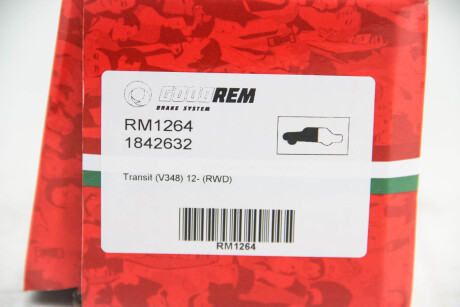 GOODREM
BRAKE SYSTEM
RM1264
1842632
Transit (V348) 12- (RWD)
RM1264